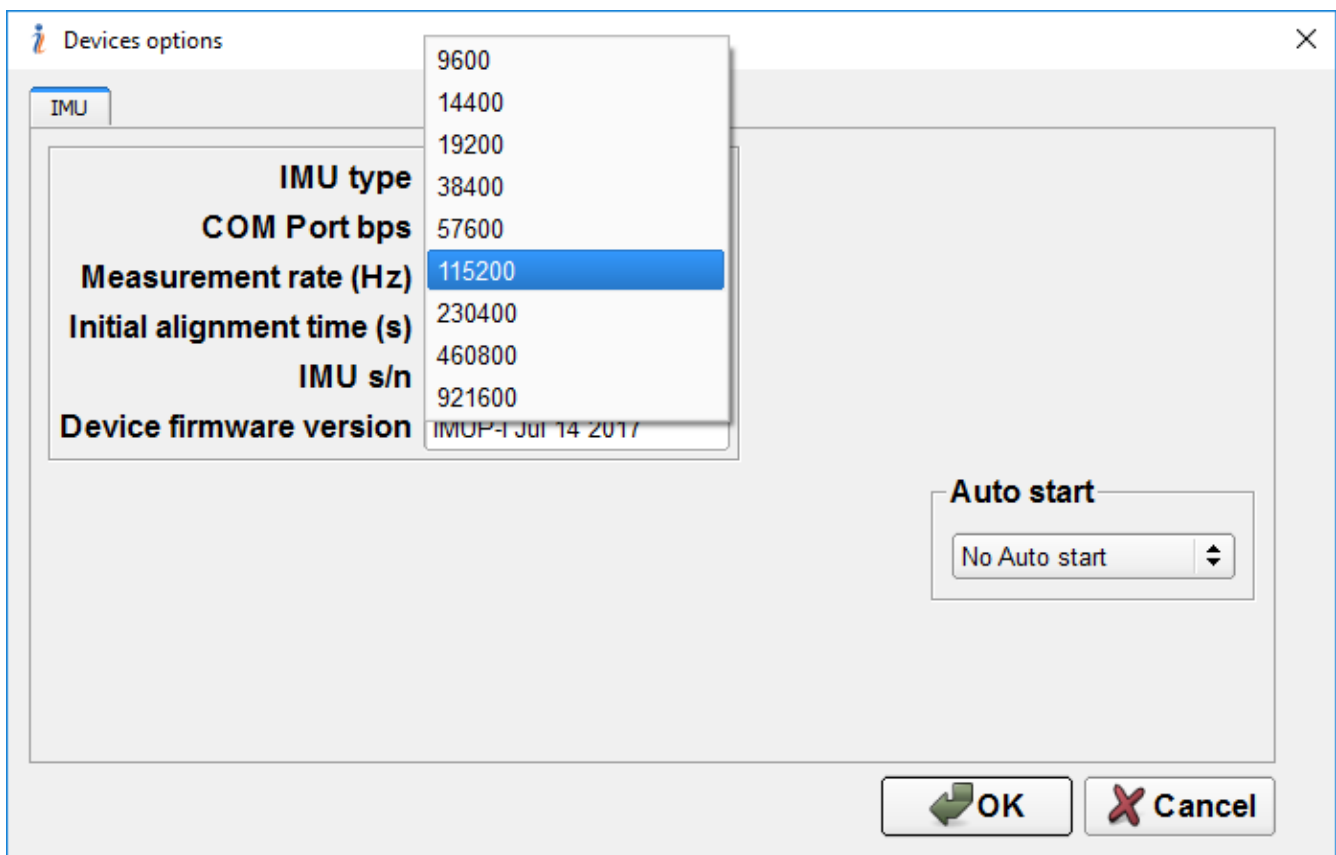 Devices options
IMU
IMU type
COM Port bps
Measurement rate (Hz)
Initial alignment time (s)
IMU s/n
Device firmware version
9600
14400
19200
38400
57600
115200
230400
460800
921600
Jul 14 2017
Auto start
No Auto start
OK
Cancel